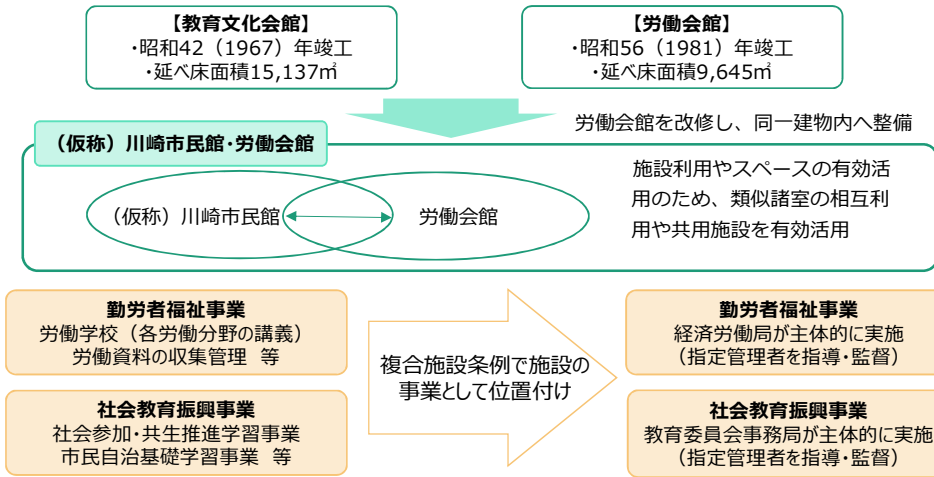 【教育文化会館】
・昭和42（1967）年竣工
・延べ床面積15,137㎡
【労働会館】
・昭和56（1981）年竣工
・延べ床面積9,645㎡
労働会館を改修し、同一建物内へ整備
（仮称）川崎市民館・労働会館
（仮称）川崎市民館
労働会館
施設利用やスペースの有効活
用のため、類似諸室の相互利
用や共用施設を有効活用
勤労者福祉事業
労働学校（各労働分野の講義）
労働資料の収集管理 等
社会教育振興事業
社会参加・共生推進学習事業
市民自治基礎学習事業 等
複合施設条例で施設の
事業として位置付け
勤労者福祉事業
経済労働局が主体的に実施
（指定管理者を指導・監督）
社会教育振興事業
教育委員会事務局が主体的に実施
（指定管理者を指導・監督）